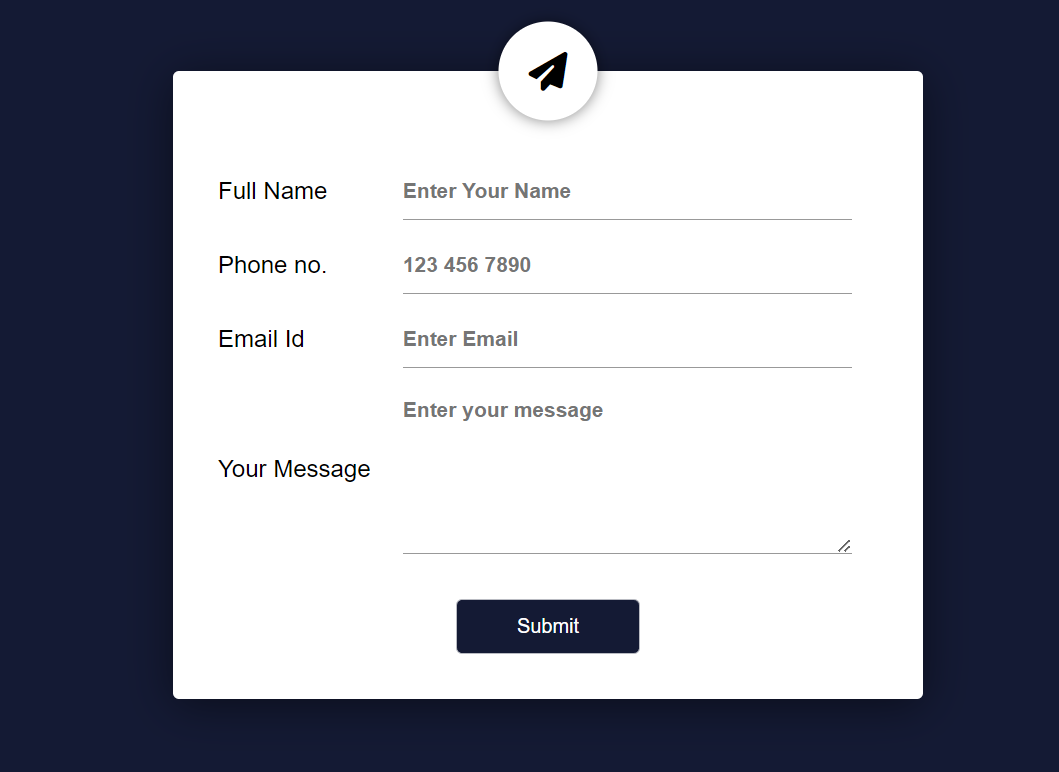 Full Name Enter Your Name
Phone no. 123 456 7890
Email Id Enter Email
Enter your message
Your Message
Submit